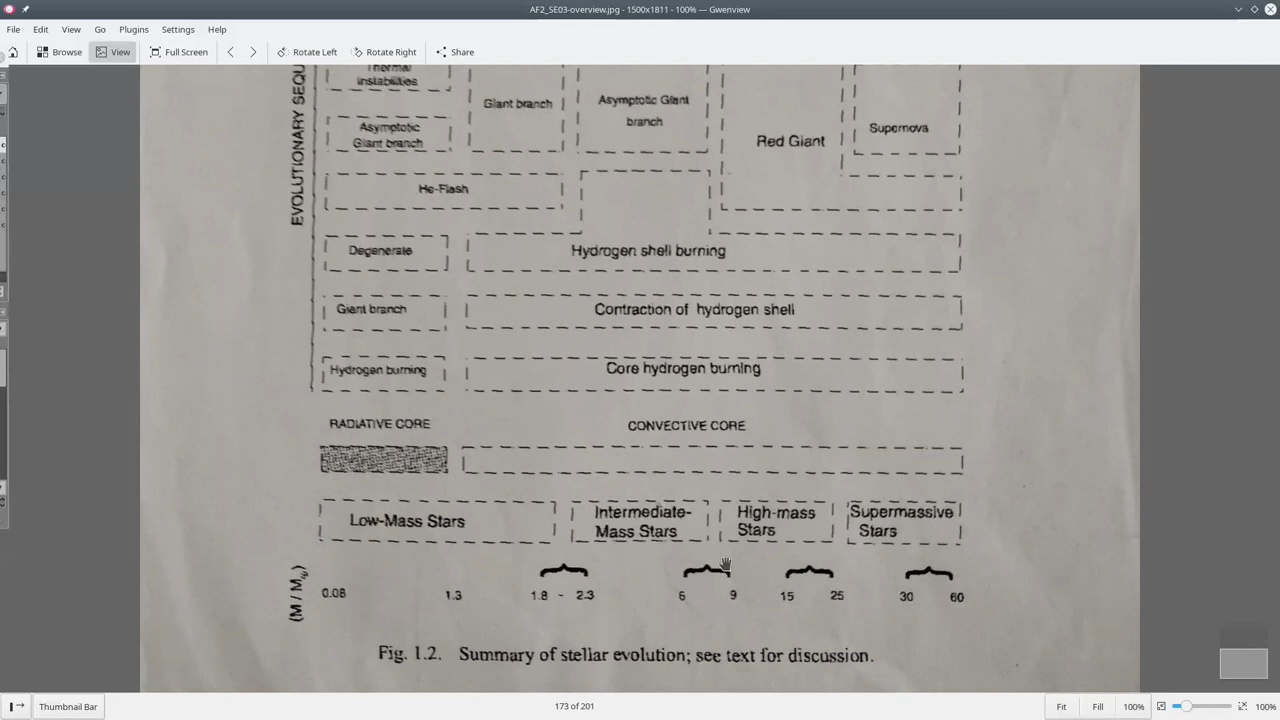 AF2_SE03-overview.jpg - 1500x1811 - 100% — Gwenview
File Edit View Go Plugins Settings Help
Browse View Full Screen Rotate Left Rotate Right Share
EVOLUTIONARY SEQU
Thermal
instabilities
Giant branch
Asymptotic Giant
branch
Asymptotic
Giant branch
Red Giant
Supernova
He-Flash
Degenerate
Hydrogen shell burning
Giant branch
Contraction of hydrogen shell
Hydrogen burning
Core hydrogen burning
RADIATIVE CORE
CONVECTIVE CORE
Low-Mass Stars
Intermediate-
Mass Stars
High-mass
Stars
Supermassive
Stars
(M / M☉)
0.08 1.3 1.8 - 2.3 6 9 15 25 30 60
Fig. 1.2. Summary of stellar evolution; see text for discussion.
Thumbnail Bar
173 of 201
Fit Fill 100% 100%